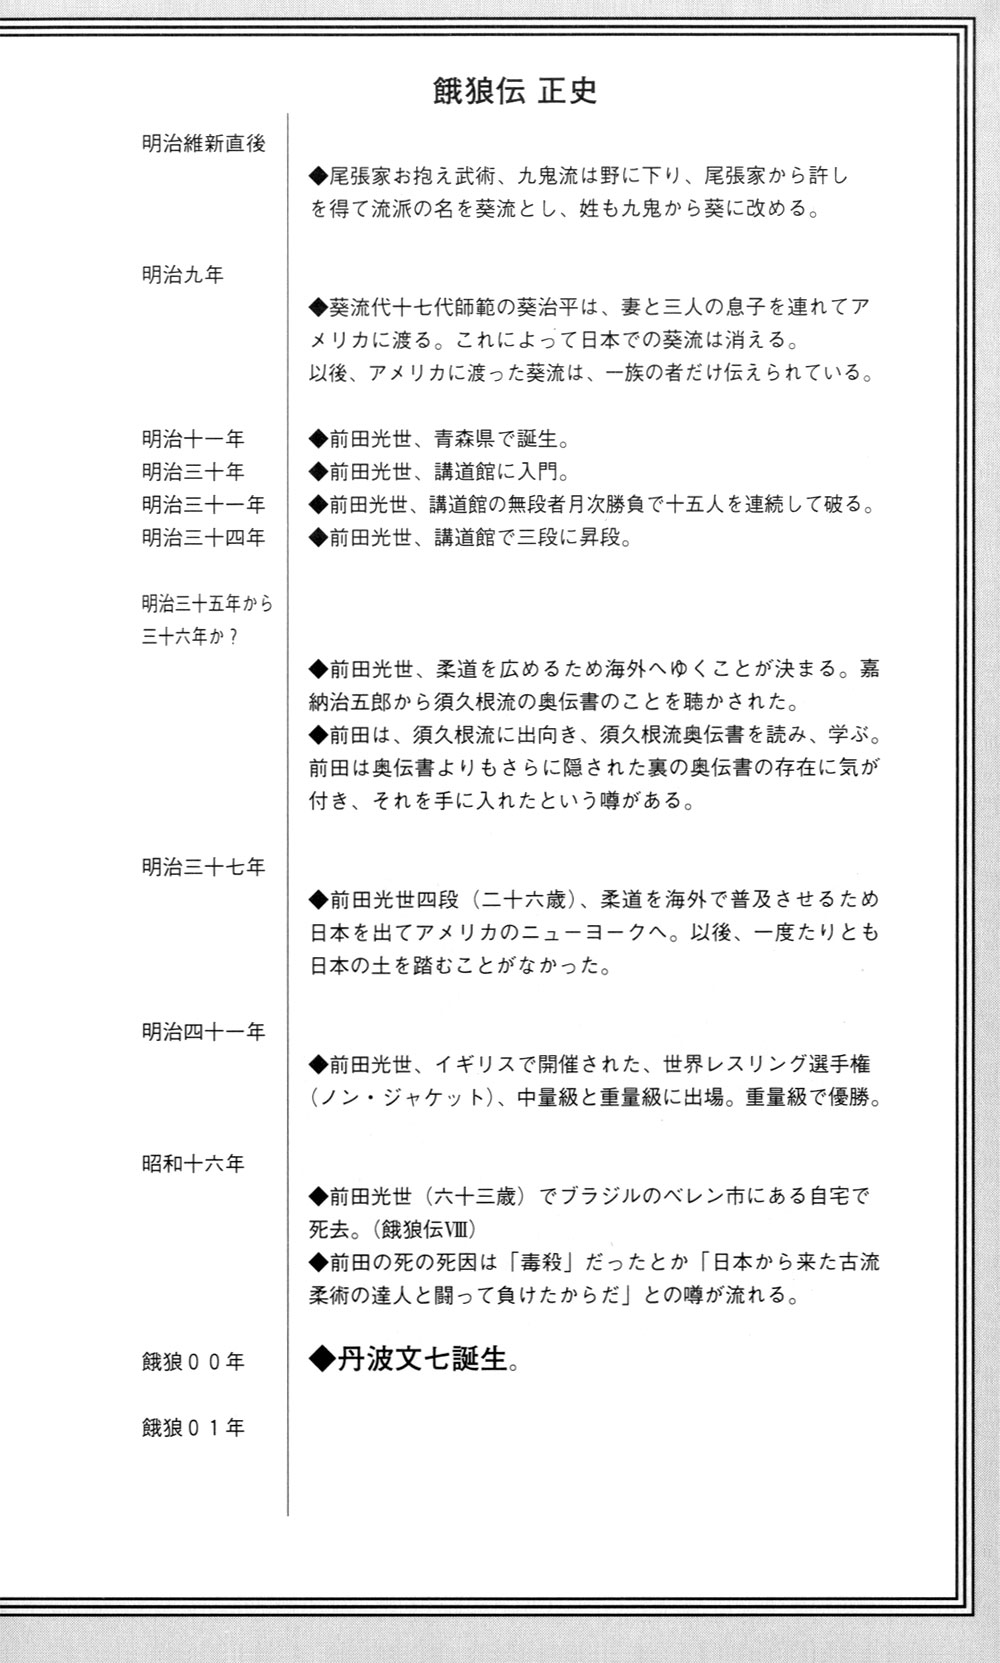 餓狼伝 正史
明治維新直後
◆尾張家お抱え武術、九鬼流は野に下り、尾張家から許し
を得て流派の名を葵流とし、姓も九鬼から葵に改める。
明治九年
◆葵流代十七代師範の葵治平は、妻と三人の息子を連れてア
メリカに渡る。これによって日本での葵流は消える。
以後、アメリカに渡った葵流は、一族の者だけ伝えられている。
明治十一年 ◆前田光世、青森県で誕生。
明治三十年 ◆前田光世、講道館に入門。
明治三十一年 ◆前田光世、講道館の無段者月次勝負で十五人を連続して破る。
明治三十四年 ◆前田光世、講道館で三段に昇段。
明治三十五年から
三十六年か？
◆前田光世、柔道を広めるため海外へゆくことが決まる。嘉
納治五郎から須久根流の奥伝書のことを聴かされた。
◆前田は、須久根流に出向き、須久根流奥伝書を読み、学ぶ。
前田は奥伝書よりもさらに隠された裏の奥伝書の存在に気が
付き、それを手に入れたという噂がある。
明治三十七年
◆前田光世四段（二十六歳）、柔道を海外で普及させるため
日本を出てアメリカのニューヨークへ。以後、一度たりとも
日本の土を踏むことがなかった。
明治四十一年
◆前田光世、イギリスで開催された、世界レスリング選手権
（ノン・ジャケット）、中量級と重量級に出場。重量級で優勝。
昭和十六年
◆前田光世（六十三歳）でブラジルのベレン市にある自宅で
死去。（餓狼伝Ⅷ）
◆前田の死の死因は「毒殺」だったとか「日本から来た古流
柔術の達人と闘って負けたからだ」との噂が流れる。
餓狼００年 ◆丹波文七誕生。
餓狼０１年